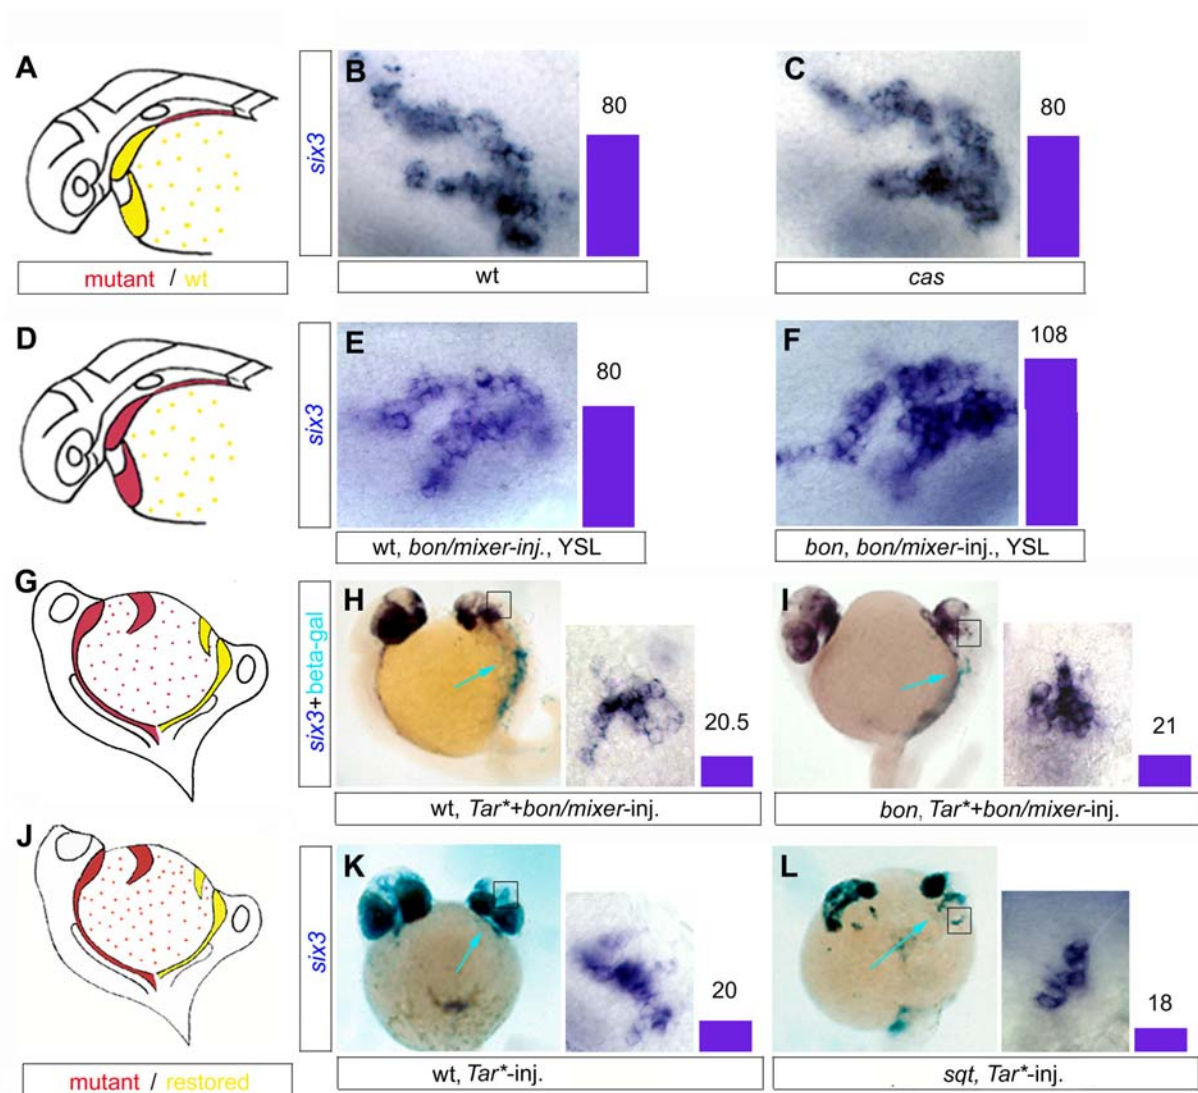 A
B
C
80
80
six3
mutant / wt
wt
cas
D
E
F
80
108
six3
wt, bon/mixer-inj., YSL
bon, bon/mixer-inj., YSL
G
H
I
six3+beta-gal
20.5
21
wt, Tar*+bon/mixer-inj.
bon, Tar*+bon/mixer-inj.
J
K
L
six3
20
18
mutant / restored
wt, Tar*-inj.
sqt, Tar*-inj.